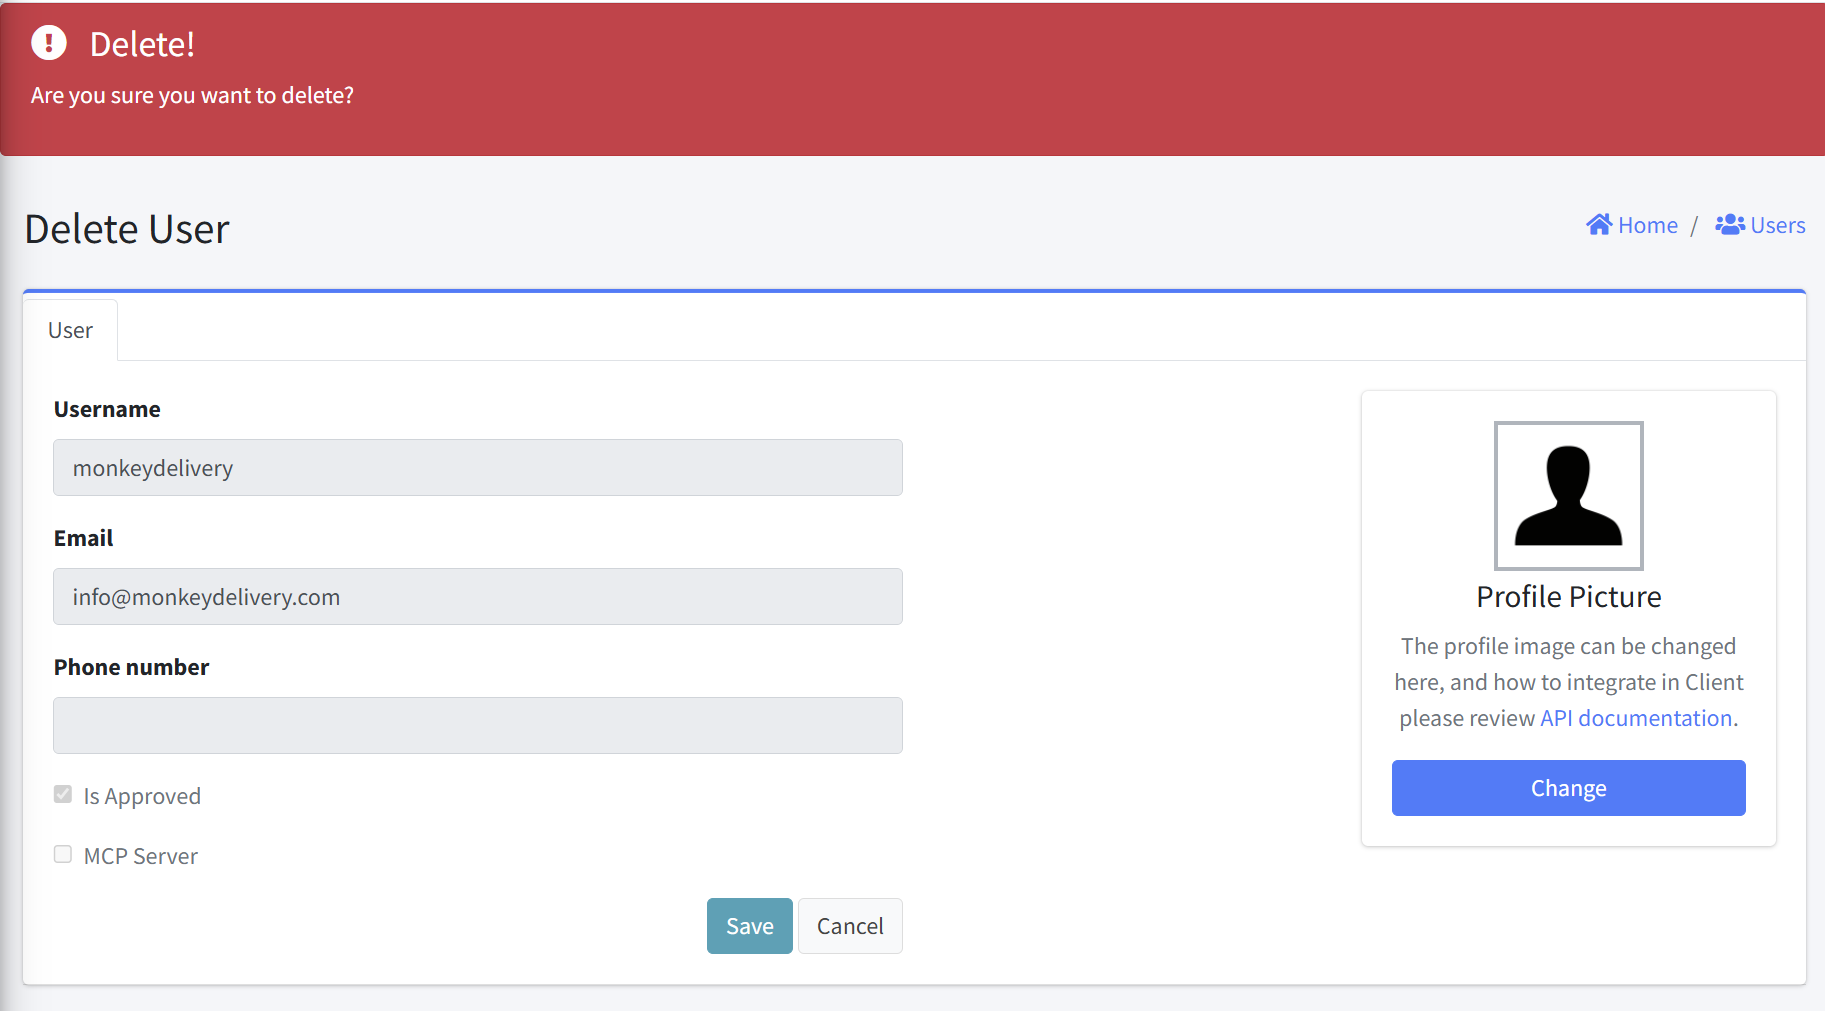 Delete!
Are you sure you want to delete?
Delete User
Home / Users
User
Username
monkeydelivery
Email
info@monkeydelivery.com
Phone number
Is Approved
MCP Server
Save Cancel
Profile Picture
The profile image can be changed
here, and how to integrate in Client
please review API documentation.
Change